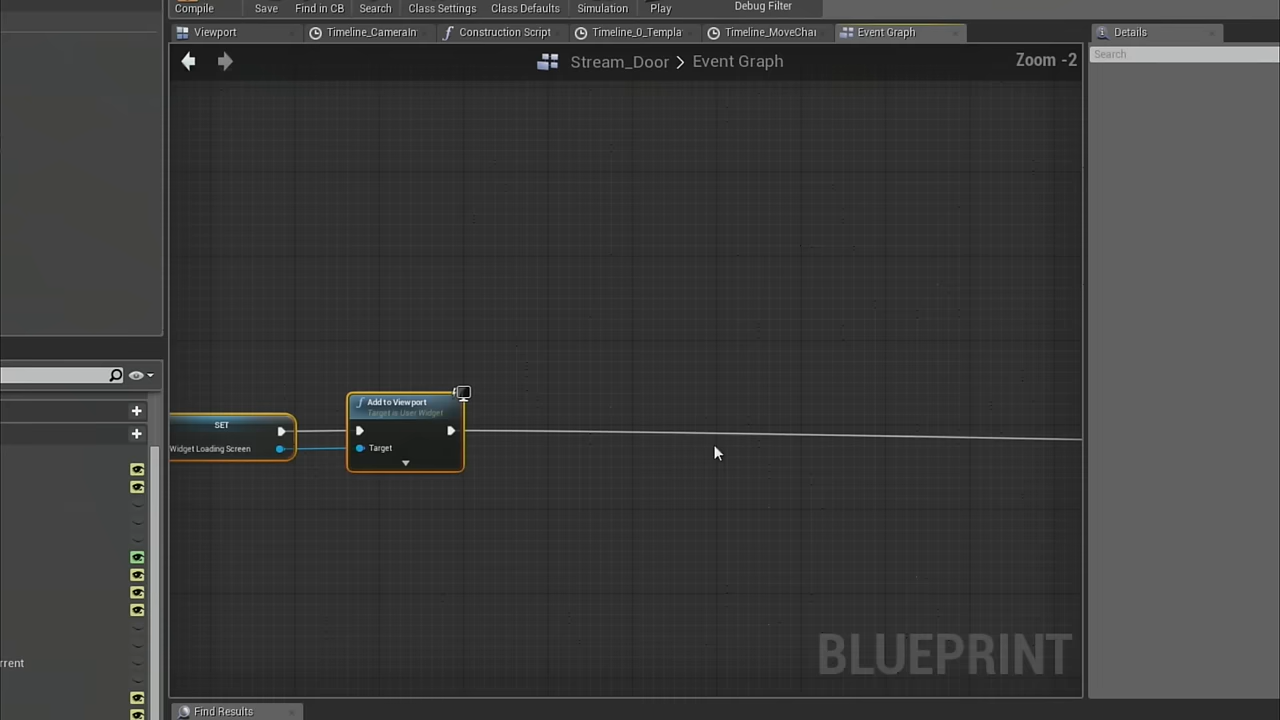 Compile Save Find in CB Search Class Settings Class Defaults Simulation Play Debug Filter
Viewport Timeline_CameraIn Construction Script Timeline_0_Templa Timeline_MoveChar Event Graph Details
Stream_Door > Event Graph Zoom -2
Search
SET
Widget Loading Screen
f Add to Viewport
Target is User Widget
Target
rrent
BLUEPRINT
Find Results